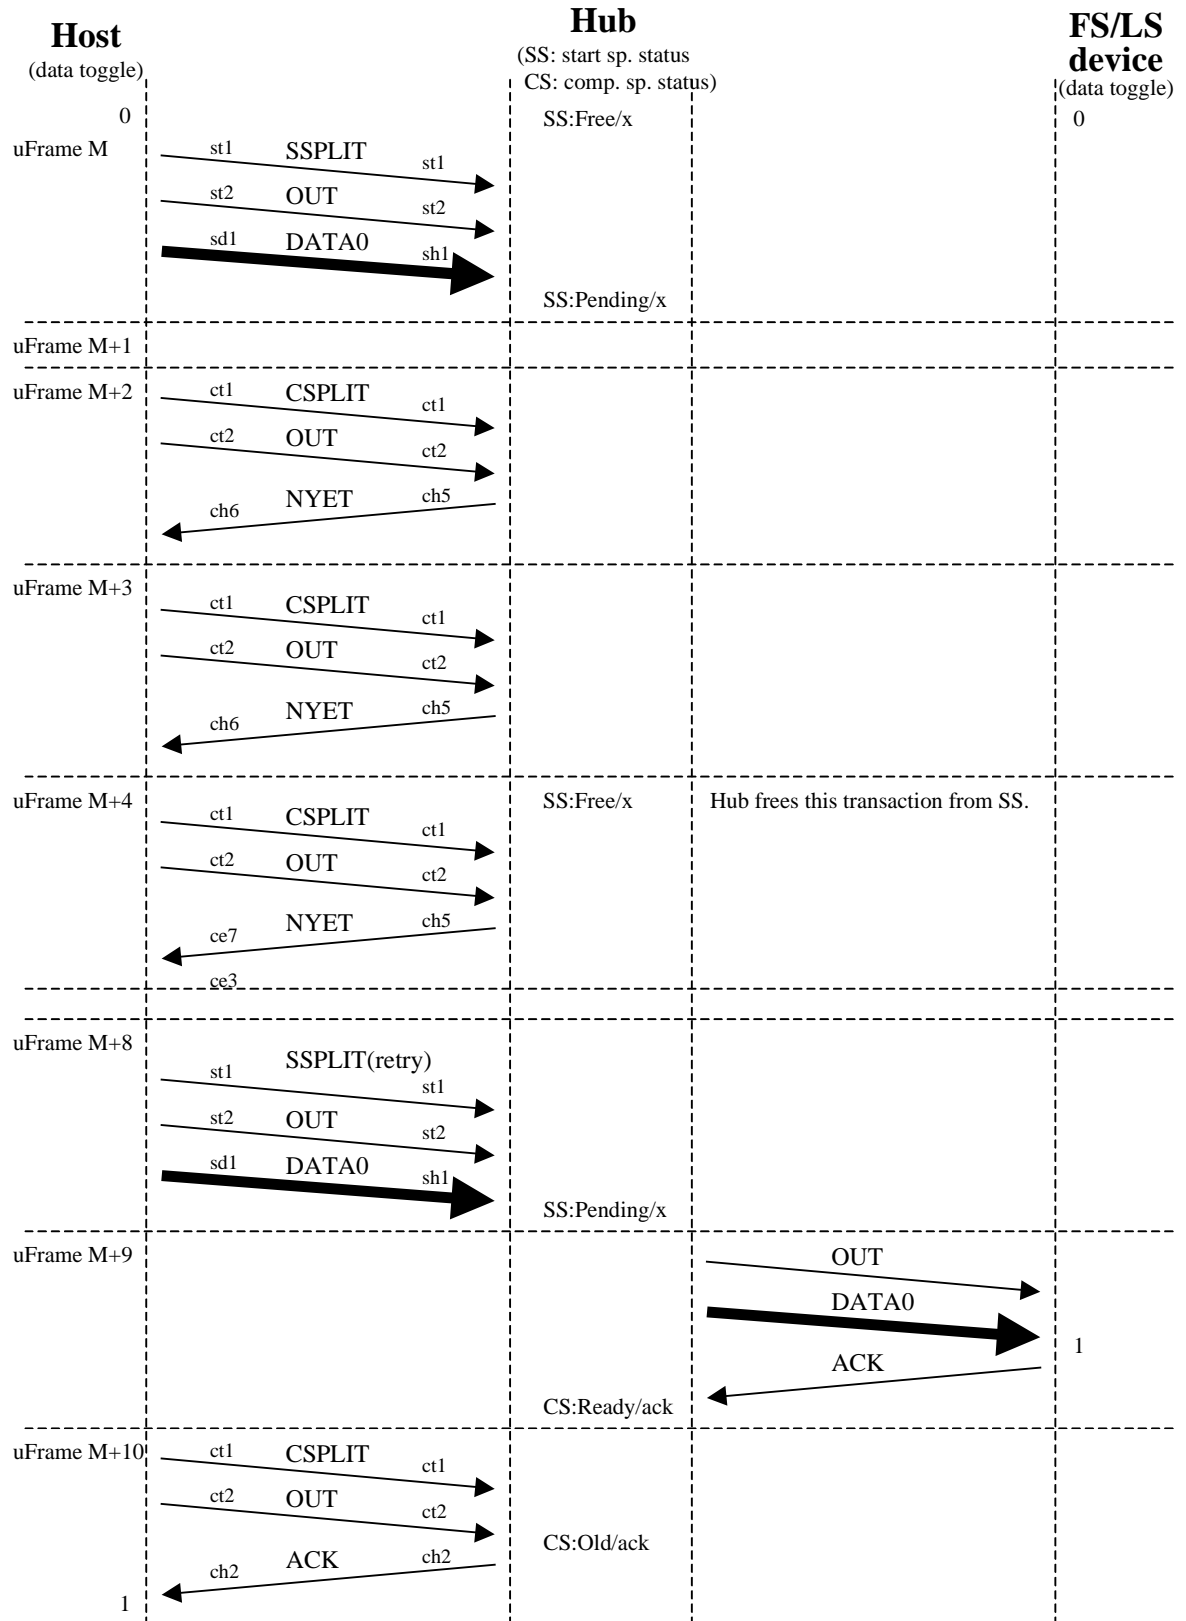 Host
(data toggle)
Hub
(SS: start sp. status
CS: comp. sp. status)
FS/LS
device
(data toggle)
0
SS:Free/x
0
uFrame M
st1 SSPLIT st1
st2 OUT st2
sd1 DATA0 sh1
SS:Pending/x
uFrame M+1
uFrame M+2
ct1 CSPLIT ct1
ct2 OUT ct2
ch6 NYET ch5
uFrame M+3
ct1 CSPLIT ct1
ct2 OUT ct2
ch6 NYET ch5
uFrame M+4
SS:Free/x
Hub frees this transaction from SS.
ct1 CSPLIT ct1
ct2 OUT ct2
ce7 NYET ch5
ce3
uFrame M+8
SSPLIT(retry)
st1 st1
st2 OUT st2
sd1 DATA0 sh1
SS:Pending/x
uFrame M+9
OUT
DATA0
1
ACK
CS:Ready/ack
uFrame M+10
ct1 CSPLIT ct1
ct2 OUT ct2
CS:Old/ack
ch2 ACK ch2
1